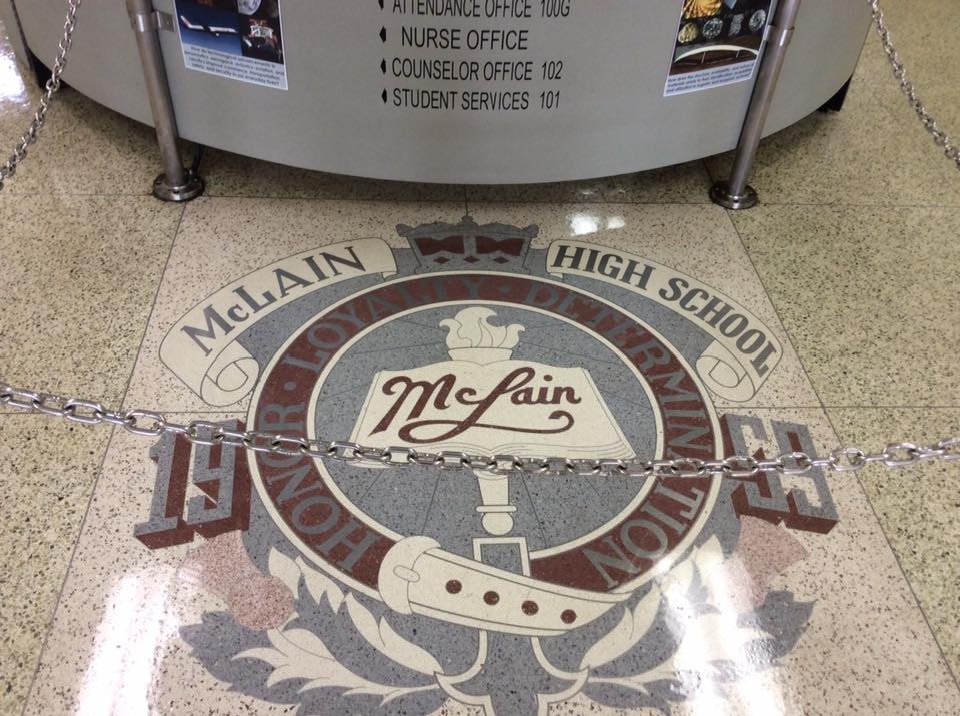 ATTENDANCE OFFICE 100G
NURSE OFFICE
COUNSELOR OFFICE 102
STUDENT SERVICES 101
McLAIN
HIGH SCHOOL
HONOR · LOYALTY · DETERMINATION
McLain
19 59